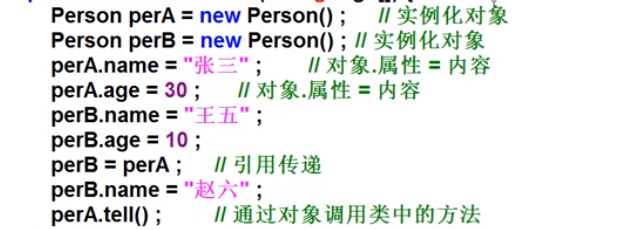 Person perA = new Person() ;    // 实例化对象
Person perB = new Person() ; // 实例化对象
perA.name = "张三" ;    // 对象.属性 = 内容
perA.age = 30 ;    // 对象.属性 = 内容
perB.name = "王五" ;
perB.age = 10 ;
perB = perA ;    // 引用传递
perB.name = "赵六" ;
perA.tell() ;    // 通过对象调用类中的方法